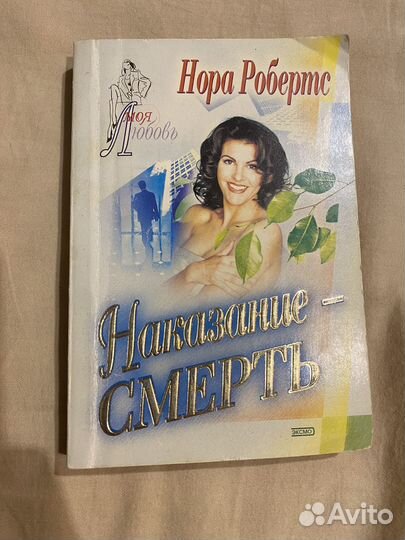 Нора Робертс
моя
Любовь
Наказание -
СМЕРТЬ
ЭКСМО
Avito